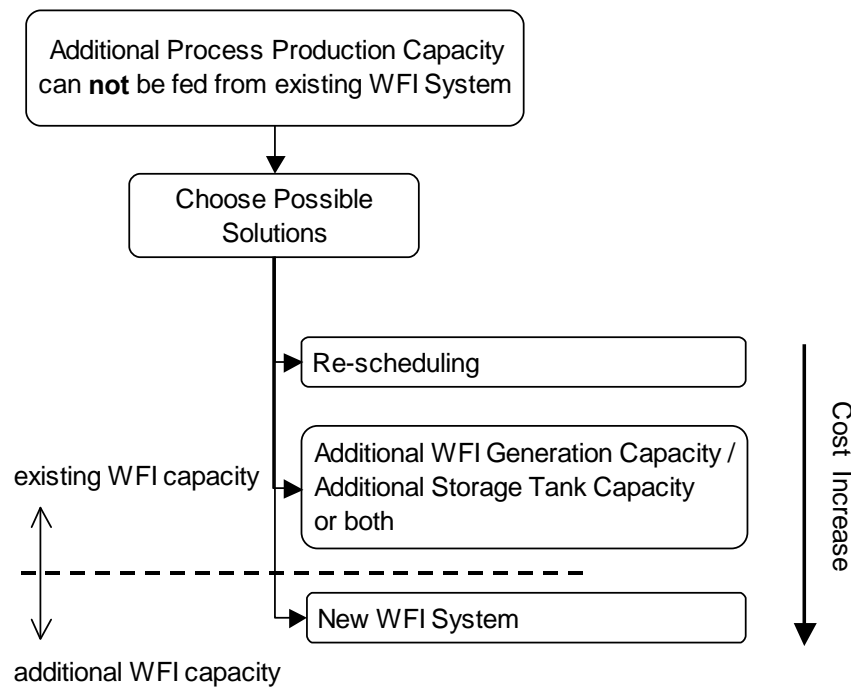 Additional Process Production Capacity
can not be fed from existing WFI System
Choose Possible
Solutions
Re-scheduling
Additional WFI Generation Capacity /
Additional Storage Tank Capacity
or both
existing WFI capacity
New WFI System
additional WFI capacity
Cost Increase